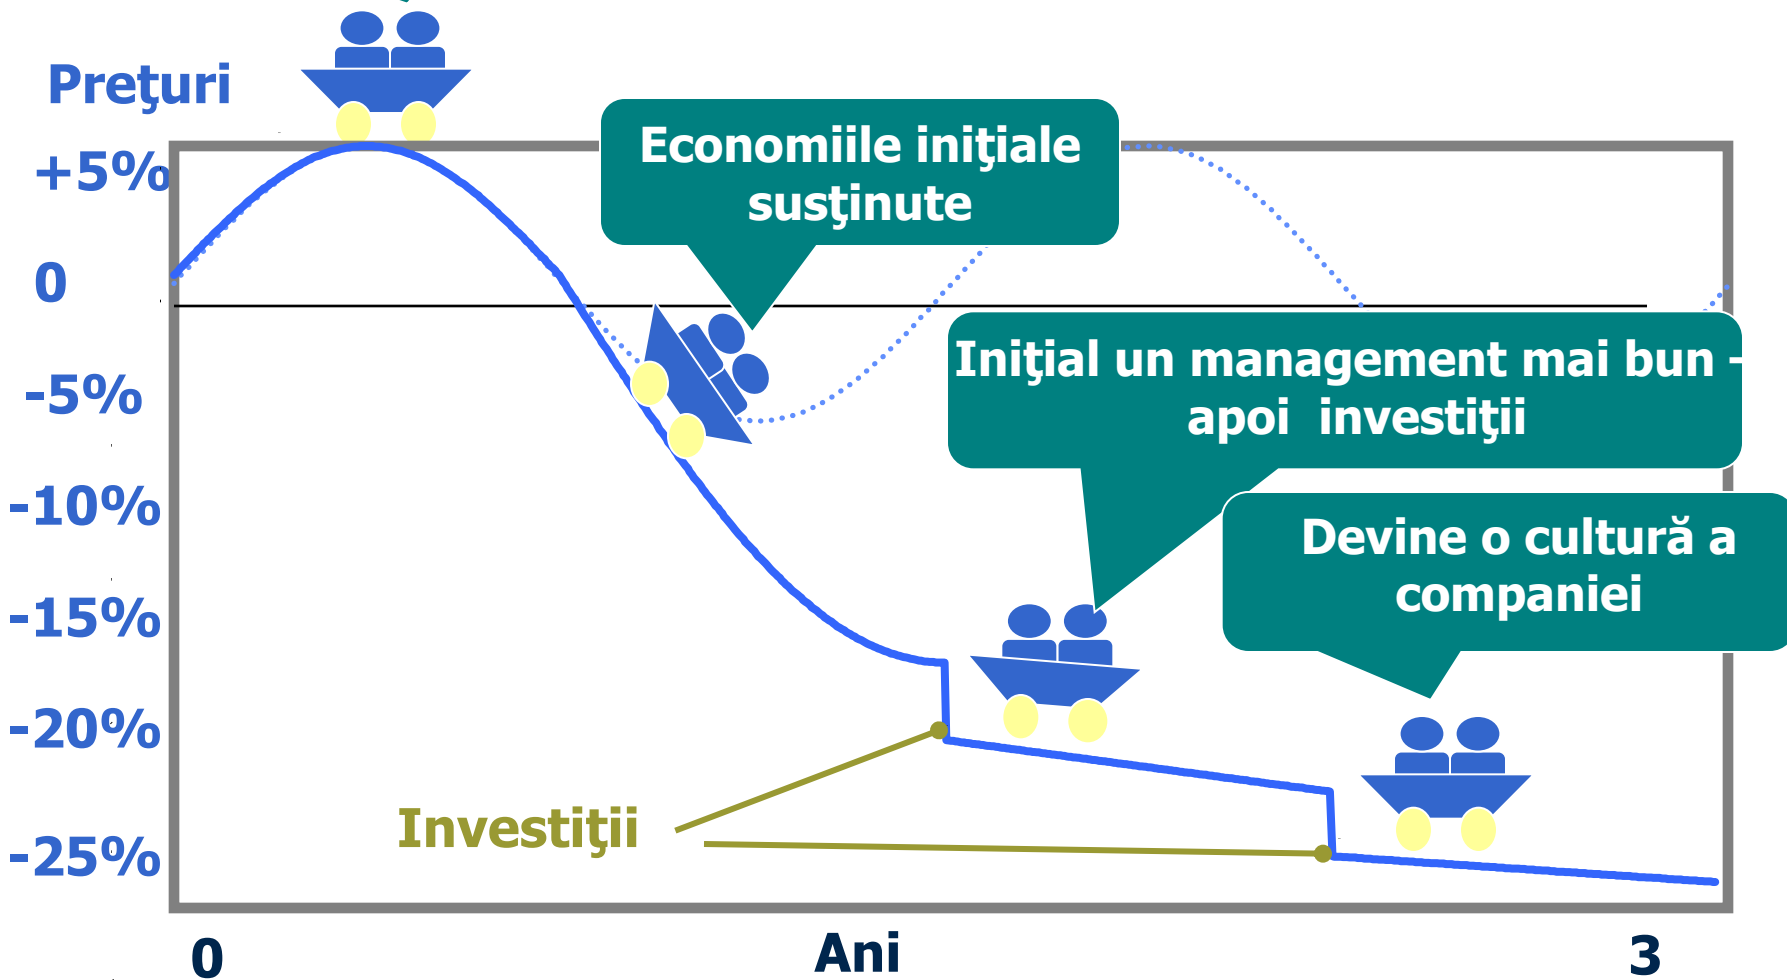 Preţuri
+5%
0
-5%
-10%
-15%
-20%
-25%
Economiile iniţiale
susţinute
Iniţial un management mai bun –
apoi investiţii
Devine o cultură a
companiei
Investiţii
0
Ani
3